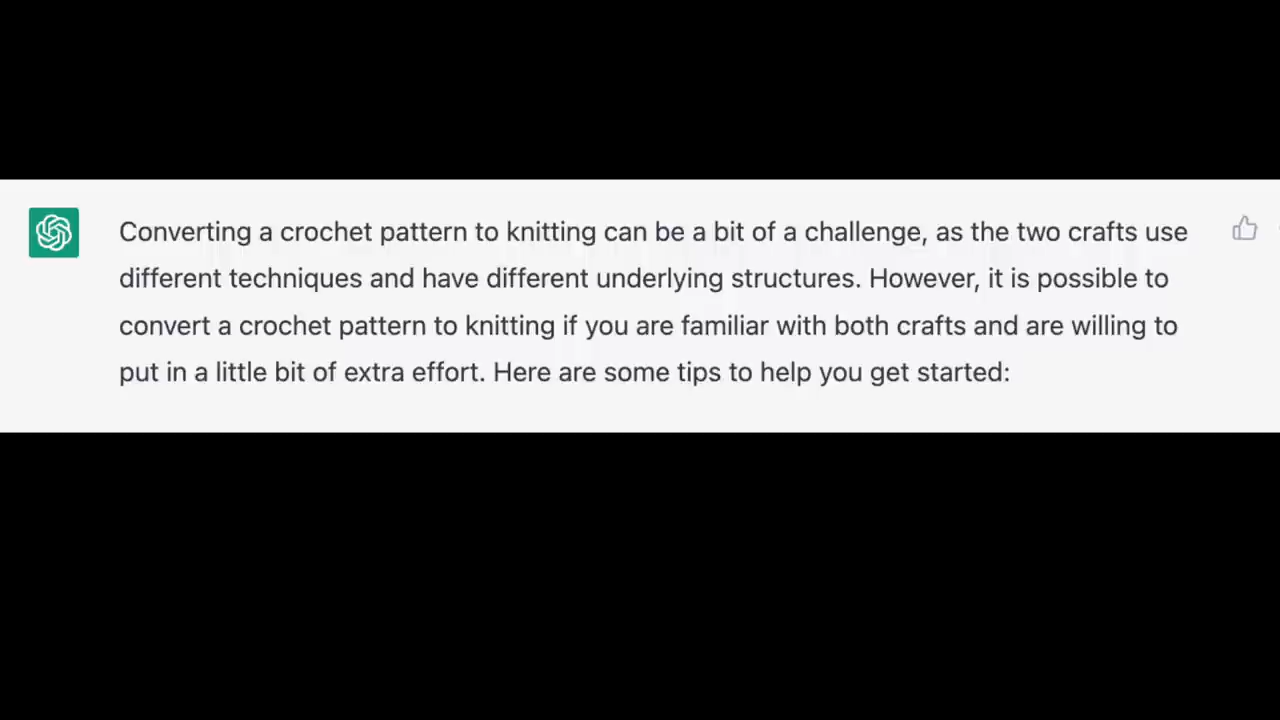 Converting a crochet pattern to knitting can be a bit of a challenge, as the two crafts use
different techniques and have different underlying structures. However, it is possible to
convert a crochet pattern to knitting if you are familiar with both crafts and are willing to
put in a little bit of extra effort. Here are some tips to help you get started: